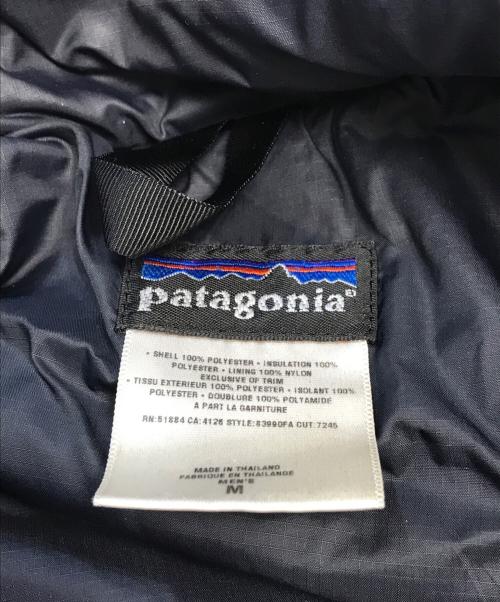 patagonia®
• SHELL 100% POLYESTER • INSULATION 100%
POLYESTER • LINING 100% NYLON
EXCLUSIVE OF TRIM
• TISSU EXTERIEUR 100% POLYESTER • ISOLANT 100%
POLYESTER • DOUBLURE 100% POLYAMIDE
À PART LA GARNITURE
RN:51884 CA:4126 STYLE:83990FA CUT:7245
MADE IN THAILAND
FABRIQUE EN THAILANDE
MEN'S
M